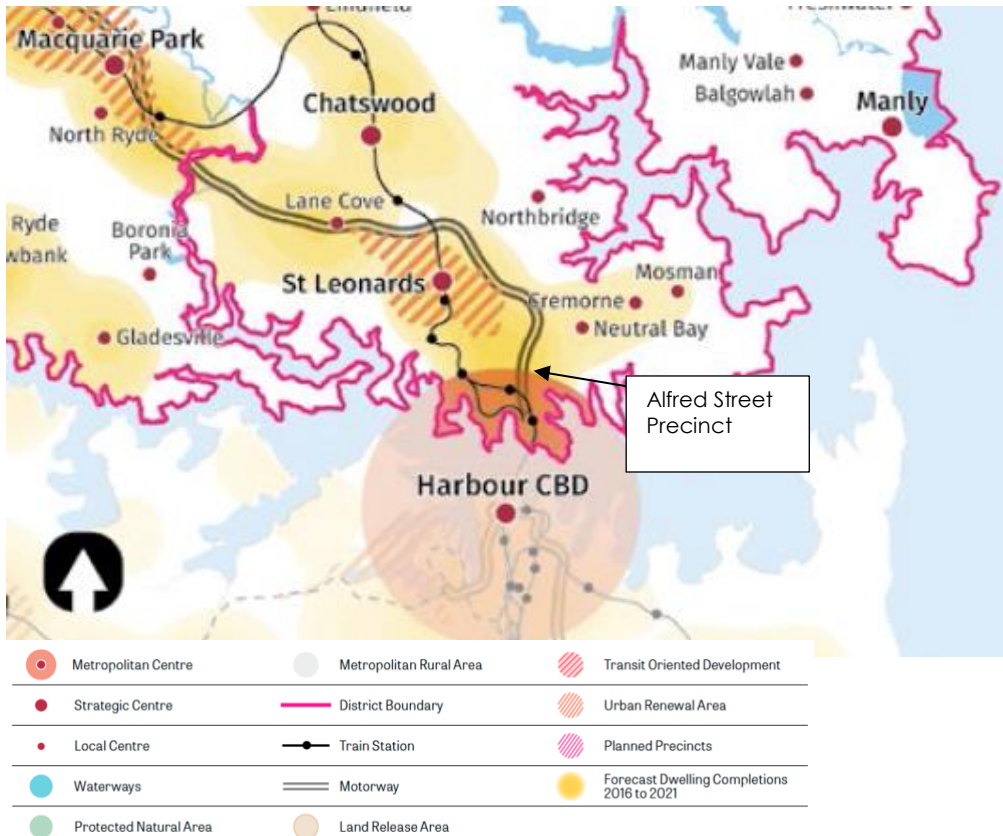 Lindfield
Freshwater
Macquarie Park
Manly Vale
Balgowlah
Manly
Chatswood
North Ryde
Lane Cove
Northbridge
Ryde
Boronia
Park
wbank
Mosman
St Leonards
Cremorne
Neutral Bay
Gladesville
Alfred Street
Precinct
Harbour CBD
Metropolitan Centre
Metropolitan Rural Area
Transit Oriented Development
Strategic Centre
District Boundary
Urban Renewal Area
Local Centre
Train Station
Planned Precincts
Waterways
Motorway
Forecast Dwelling Completions
2016 to 2021
Protected Natural Area
Land Release Area